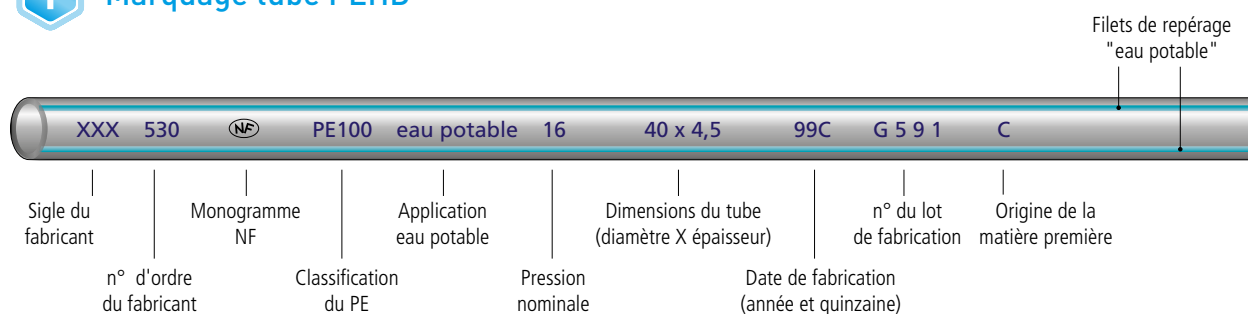 1 Marquage tube PEHD
Filets de repérage
"eau potable"
XXX 530 NF PE100 eau potable 16 40 x 4,5 99C G 5 9 1 C
Sigle du
fabricant
Monogramme
NF
Application
eau potable
Dimensions du tube
(diamètre X épaisseur)
n° du lot
de fabrication
Origine de la
matière première
n° d'ordre
du fabricant
Classification
du PE
Pression
nominale
Date de fabrication
(année et quinzaine)